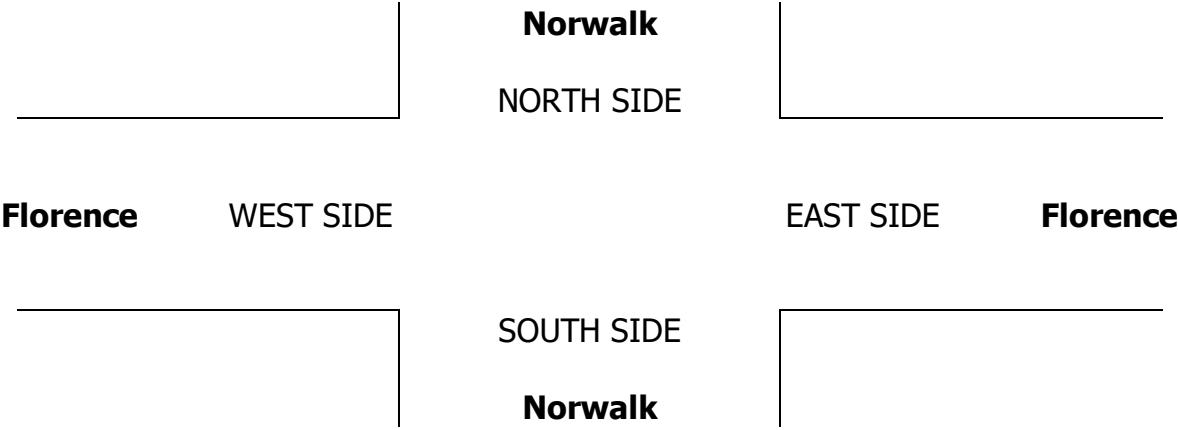 Norwalk
NORTH SIDE
Florence WEST SIDE EAST SIDE Florence
SOUTH SIDE
Norwalk